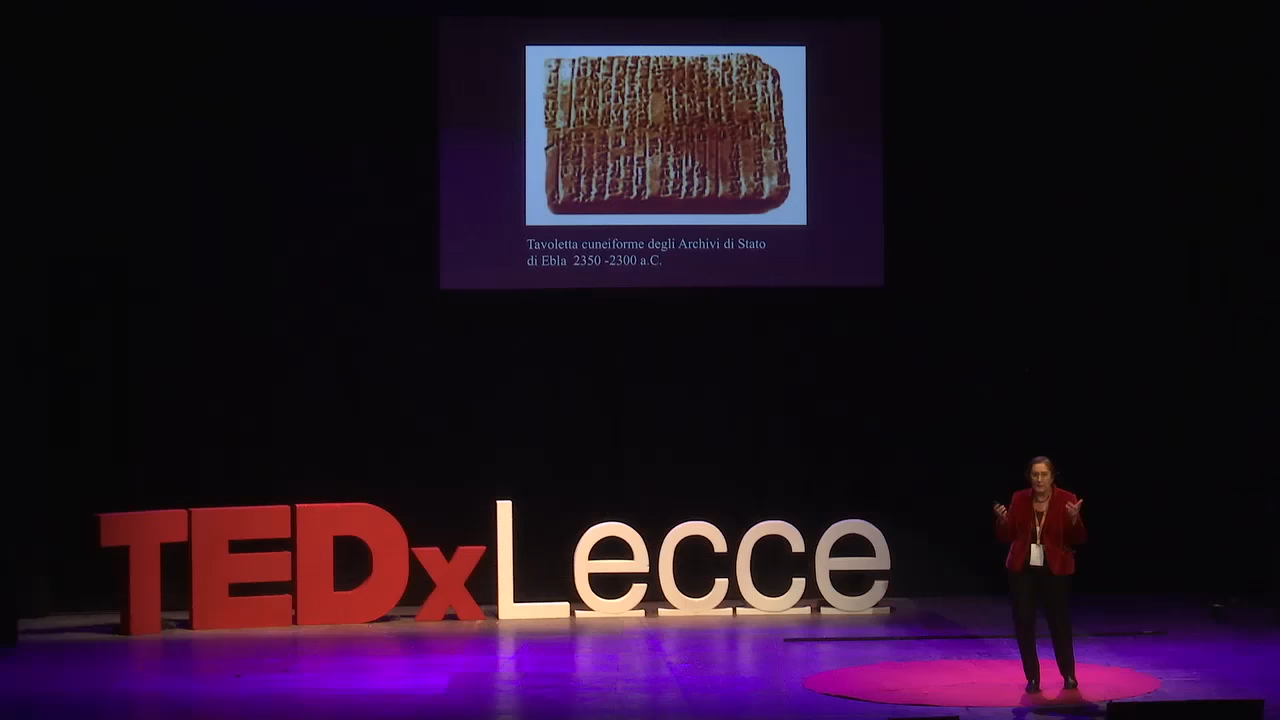 Tavoletta cuneiforme degli Archivi di Stato
di Ebla 2350 -2300 a.C.
TEDxLecce